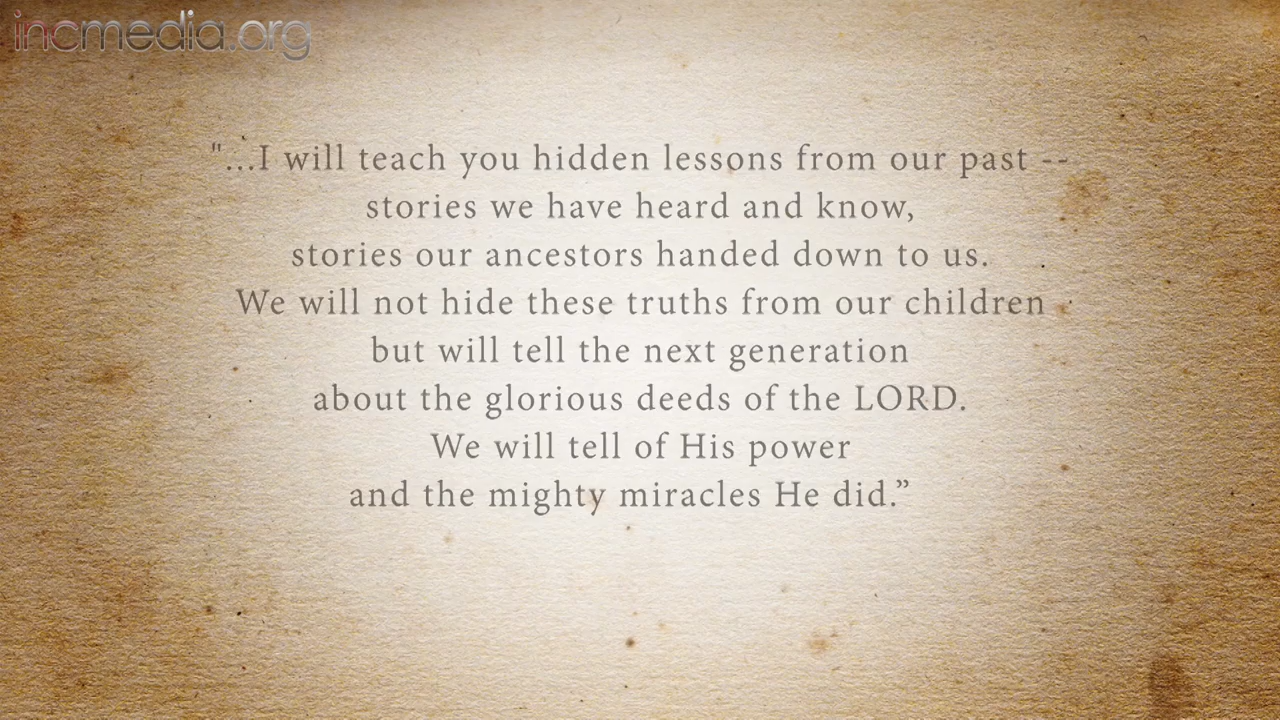 incmedia.org
"...I will teach you hidden lessons from our past --
stories we have heard and know,
stories our ancestors handed down to us.
We will not hide these truths from our children
but will tell the next generation
about the glorious deeds of the LORD.
We will tell of His power
and the mighty miracles He did.”